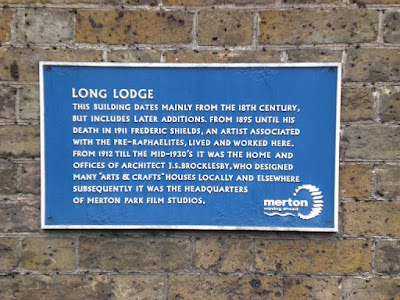 LONG LODGE
THIS BUILDING DATES MAINLY FROM THE 18TH CENTURY,
BUT INCLUDES LATER ADDITIONS. FROM 1895 UNTIL HIS
DEATH IN 1911 FREDERIC SHIELDS, AN ARTIST ASSOCIATED
WITH THE PRE-RAPHAELITES, LIVED AND WORKED HERE.
FROM 1912 TILL THE MID-1930'S IT WAS THE HOME AND
OFFICES OF ARCHITECT J.S.BROCKLESBY, WHO DESIGNED
MANY "ARTS & CRAFTS" HOUSES LOCALLY AND ELSEWHERE
SUBSEQUENTLY IT WAS THE HEADQUARTERS
OF MERTON PARK FILM STUDIOS.
merton
moving ahead